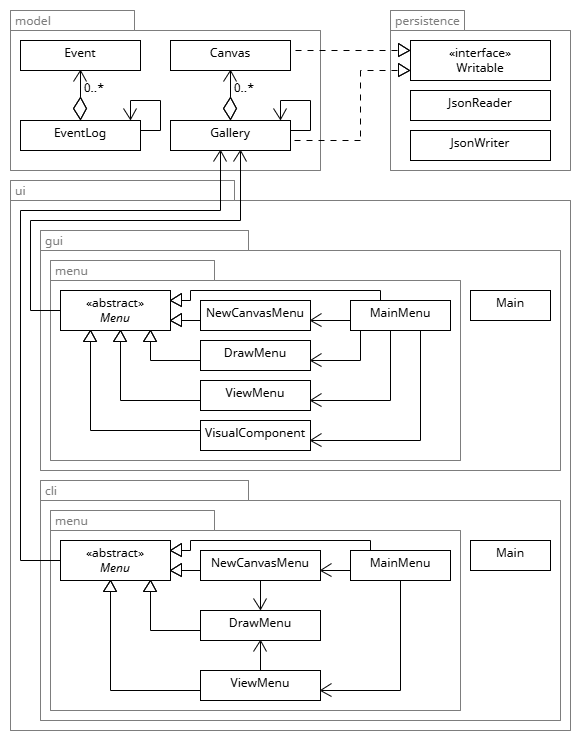 model
persistence
Event
Canvas
«interface»
Writable
0..*
0..*
JsonReader
EventLog
Gallery
JsonWriter
ui
gui
menu
«abstract»
Menu
NewCanvasMenu
MainMenu
Main
DrawMenu
ViewMenu
VisualComponent
cli
menu
«abstract»
Menu
NewCanvasMenu
MainMenu
Main
DrawMenu
ViewMenu